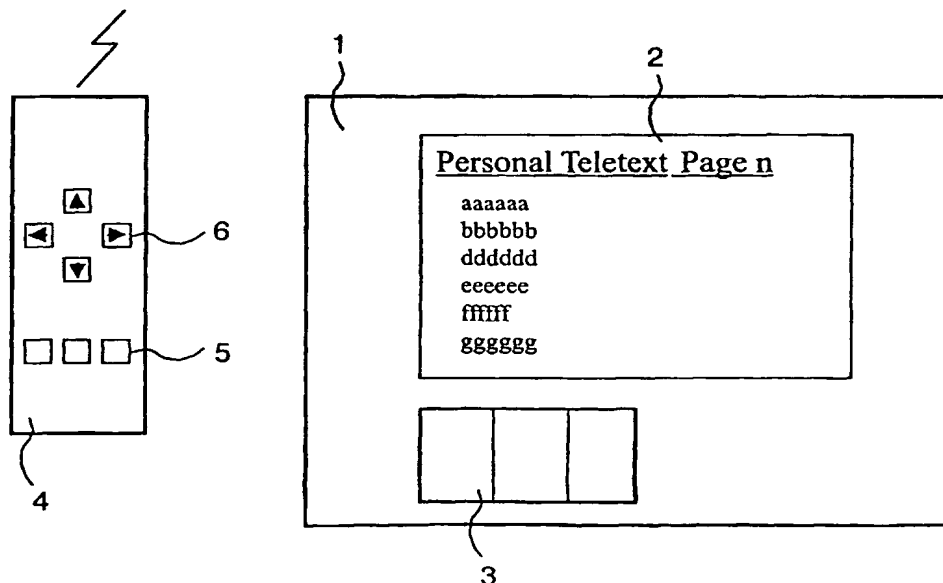 1
2
Personal Teletext Page n
aaaaaa
bbbbbb
dddddd
eeeeee
ffffff
gggggg
6
5
4
3